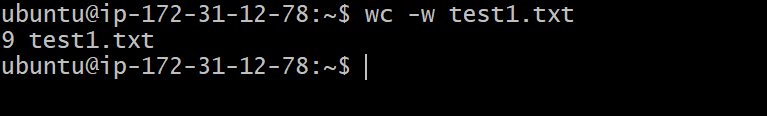 ubuntu@ip-172-31-12-78:~$ wc -w test1.txt
9 test1.txt
ubuntu@ip-172-31-12-78:~$